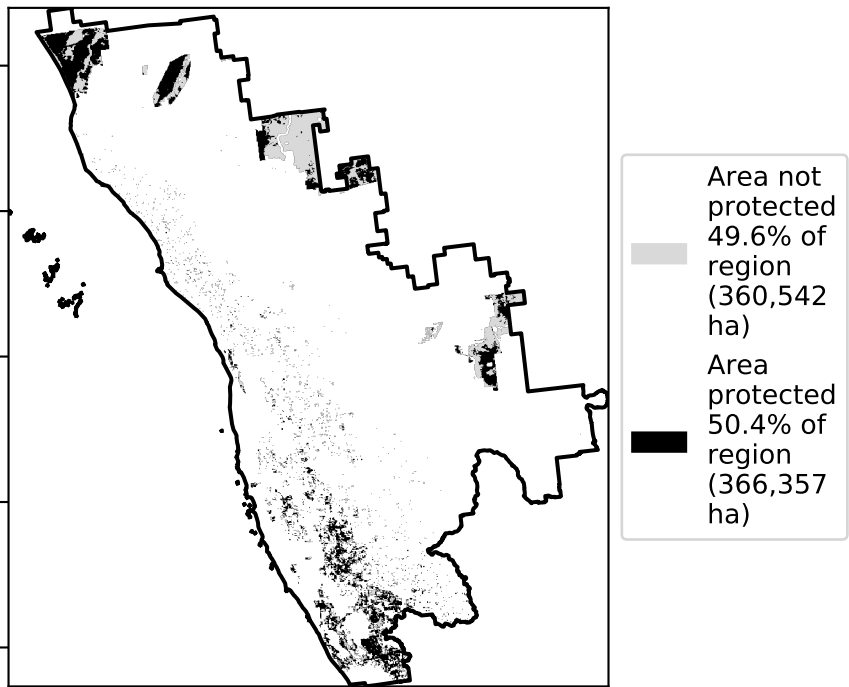 Area not
protected
49.6% of
region
(360,542
ha)
Area
protected
50.4% of
region
(366,357
ha)